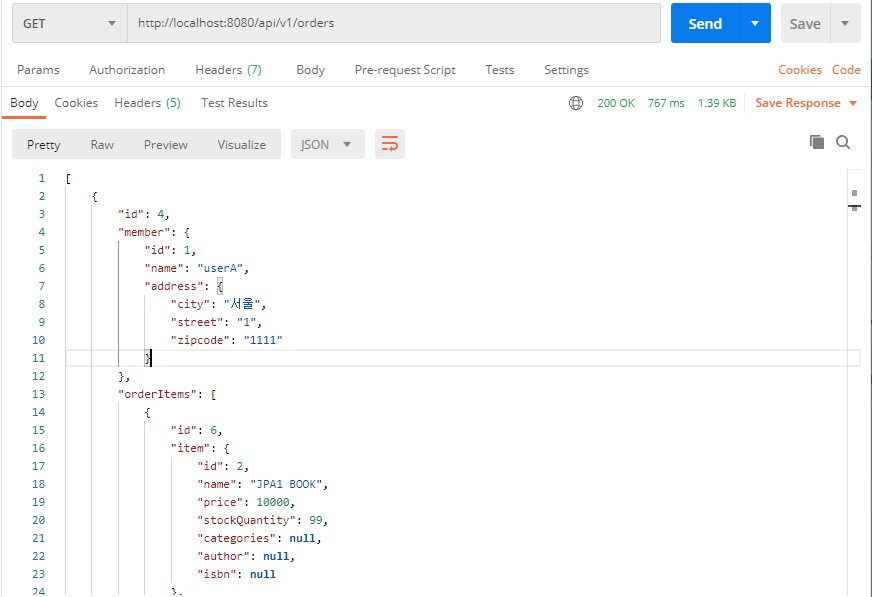 GET http://localhost:8080/api/v1/orders Send Save
Params Authorization Headers (7) Body Pre-request Script Tests Settings Cookies Code
Body Cookies Headers (5) Test Results 200 OK 767 ms 1.39 KB Save Response
Pretty Raw Preview Visualize JSON
1 [
2 {
3 "id": 4,
4 "member": {
5 "id": 1,
6 "name": "userA",
7 "address": {
8 "city": "서울",
9 "street": "1",
10 "zipcode": "1111"
11 }
12 },
13 "orderItems": [
14 {
15 "id": 6,
16 "item": {
17 "id": 2,
18 "name": "JPA1 BOOK",
19 "price": 10000,
20 "stockQuantity": 99,
21 "categories": null,
22 "author": null,
23 "isbn": null
24 },